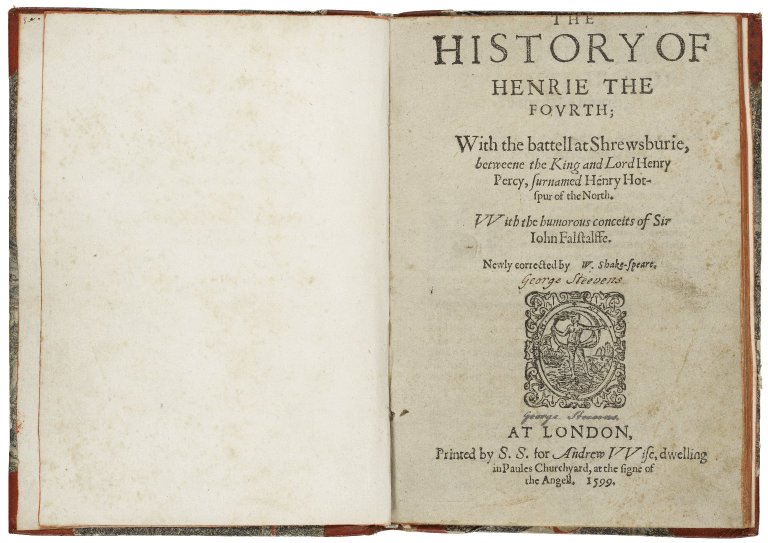 THE
HISTORY OF
HENRIE THE
FOVRTH;
With the battell at Shrewsburie,
betweene the King and Lord Henry
Percy, ſurnamed Henry Hot-
ſpur of the North.
VVith the humorous conceits of Sir
Iohn Falſtalffe.
Newly corrected by W. Shake-ſpeare.
George Steevens
George Steevens.
AT LONDON,
Printed by S. S. for Andrew VViſe, dwelling
in Paules Churchyard, at the ſigne of
the Angell. 1599.